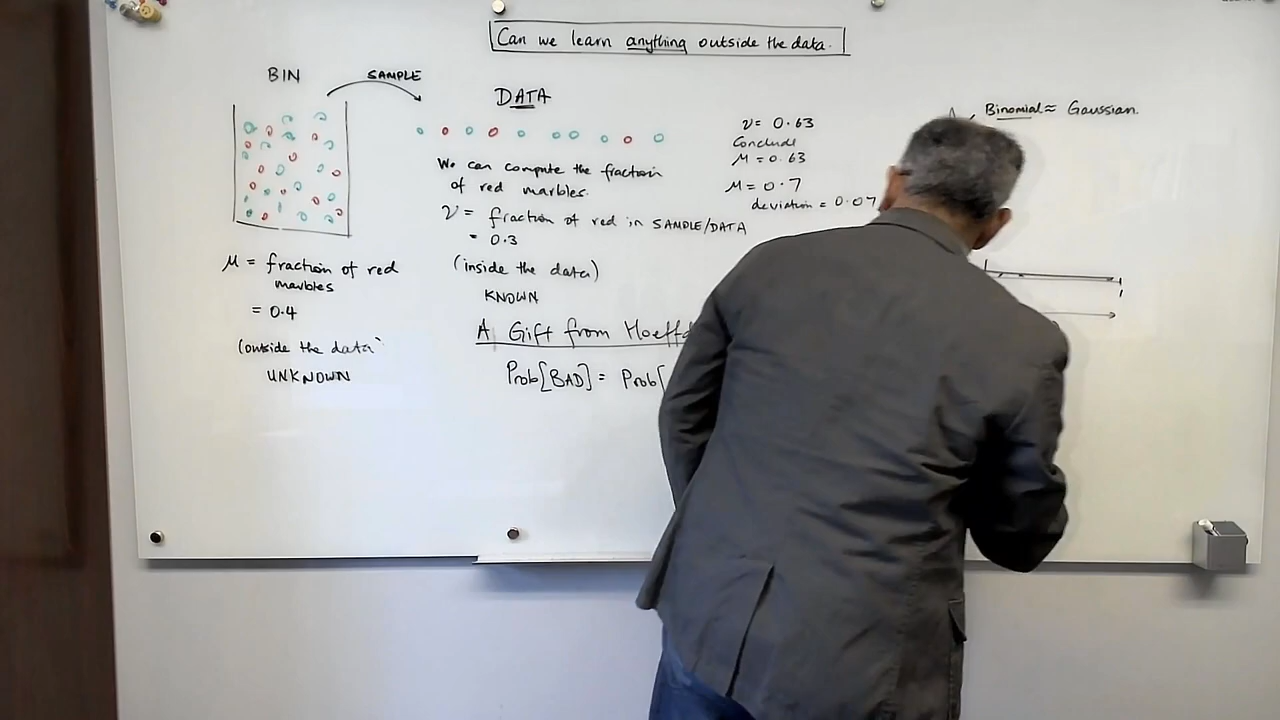 Can we learn anything outside the data.
BIN
SAMPLE
DATA
We can compute the fraction
of red marbles.
ν = fraction of red in SAMPLE/DATA
= 0.3
(inside the data)
KNOWN
μ = fraction of red
marbles
= 0.4
(outside the data)
UNKNOWN
ν = 0.63
Conclude
μ = 0.63
μ = 0.7
deviation = 0.07
Binomial ≈ Gaussian.
A Gift from Hoeffd
Prob[BAD] = Prob[